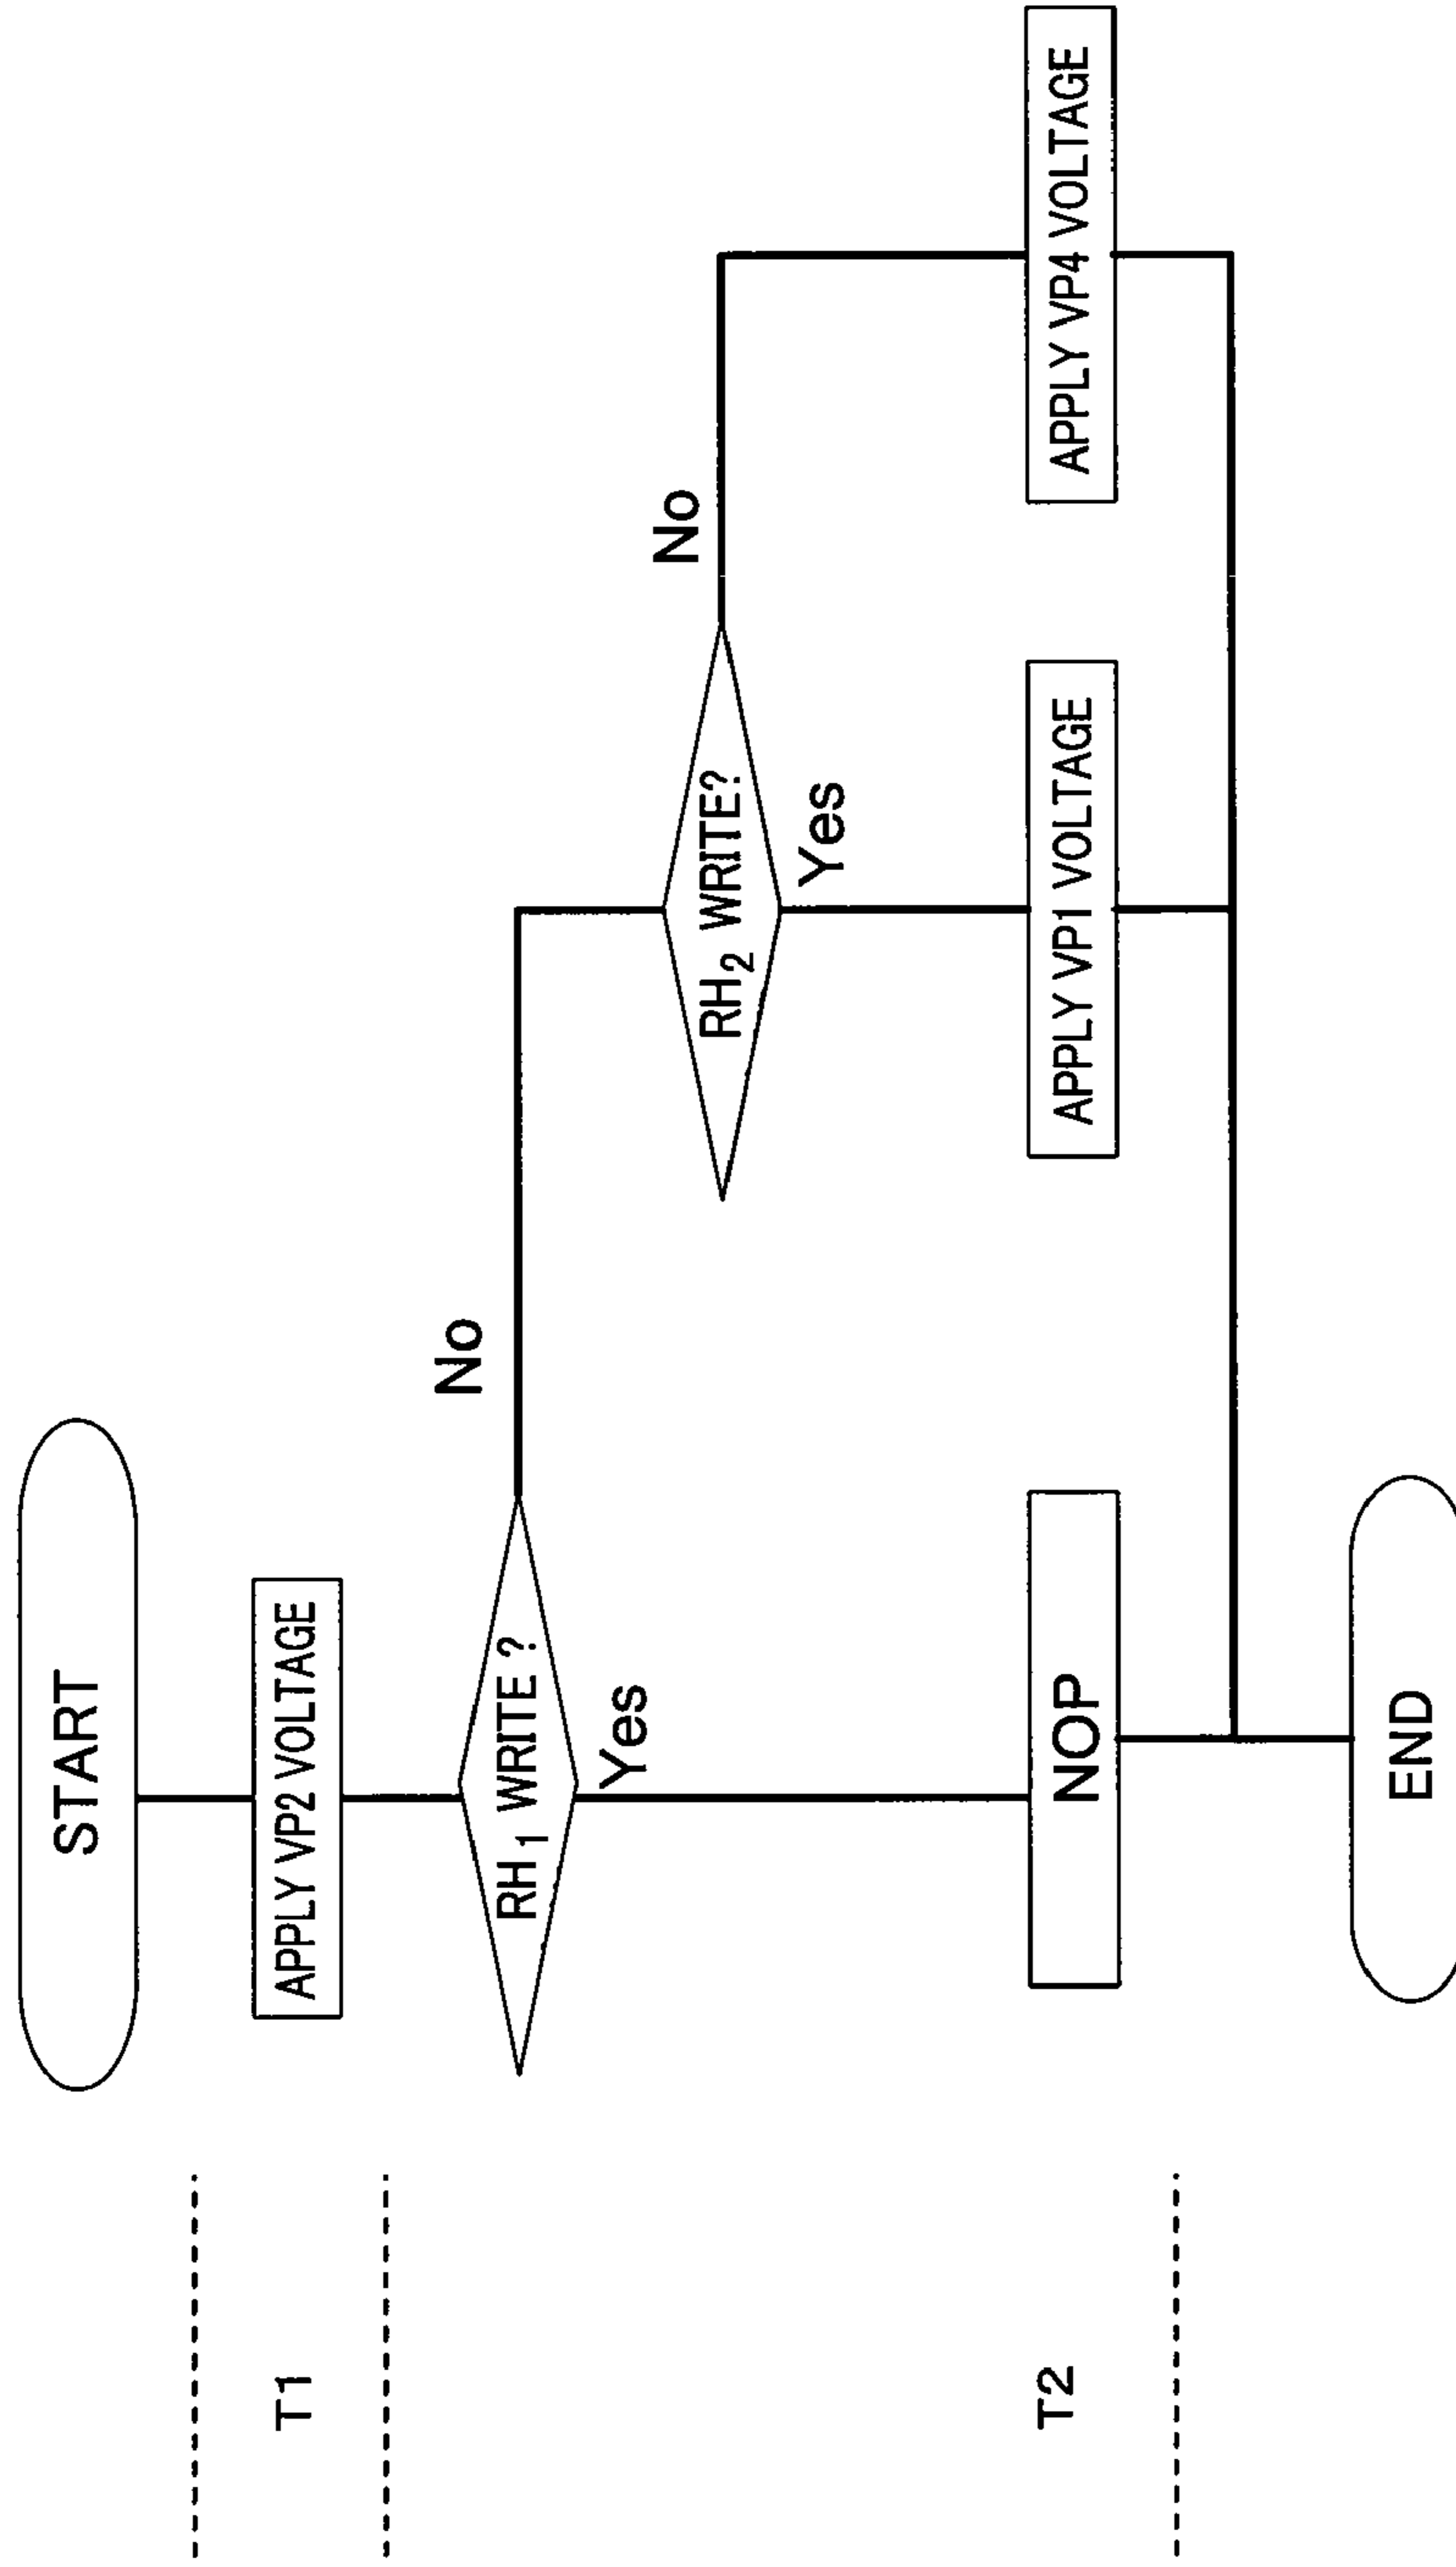 START
T1
APPLY VP2 VOLTAGE
RH1 WRITE ?
No
Yes
RH2 WRITE?
No
Yes
T2
NOP
APPLY VP1 VOLTAGE
APPLY VP4 VOLTAGE
END